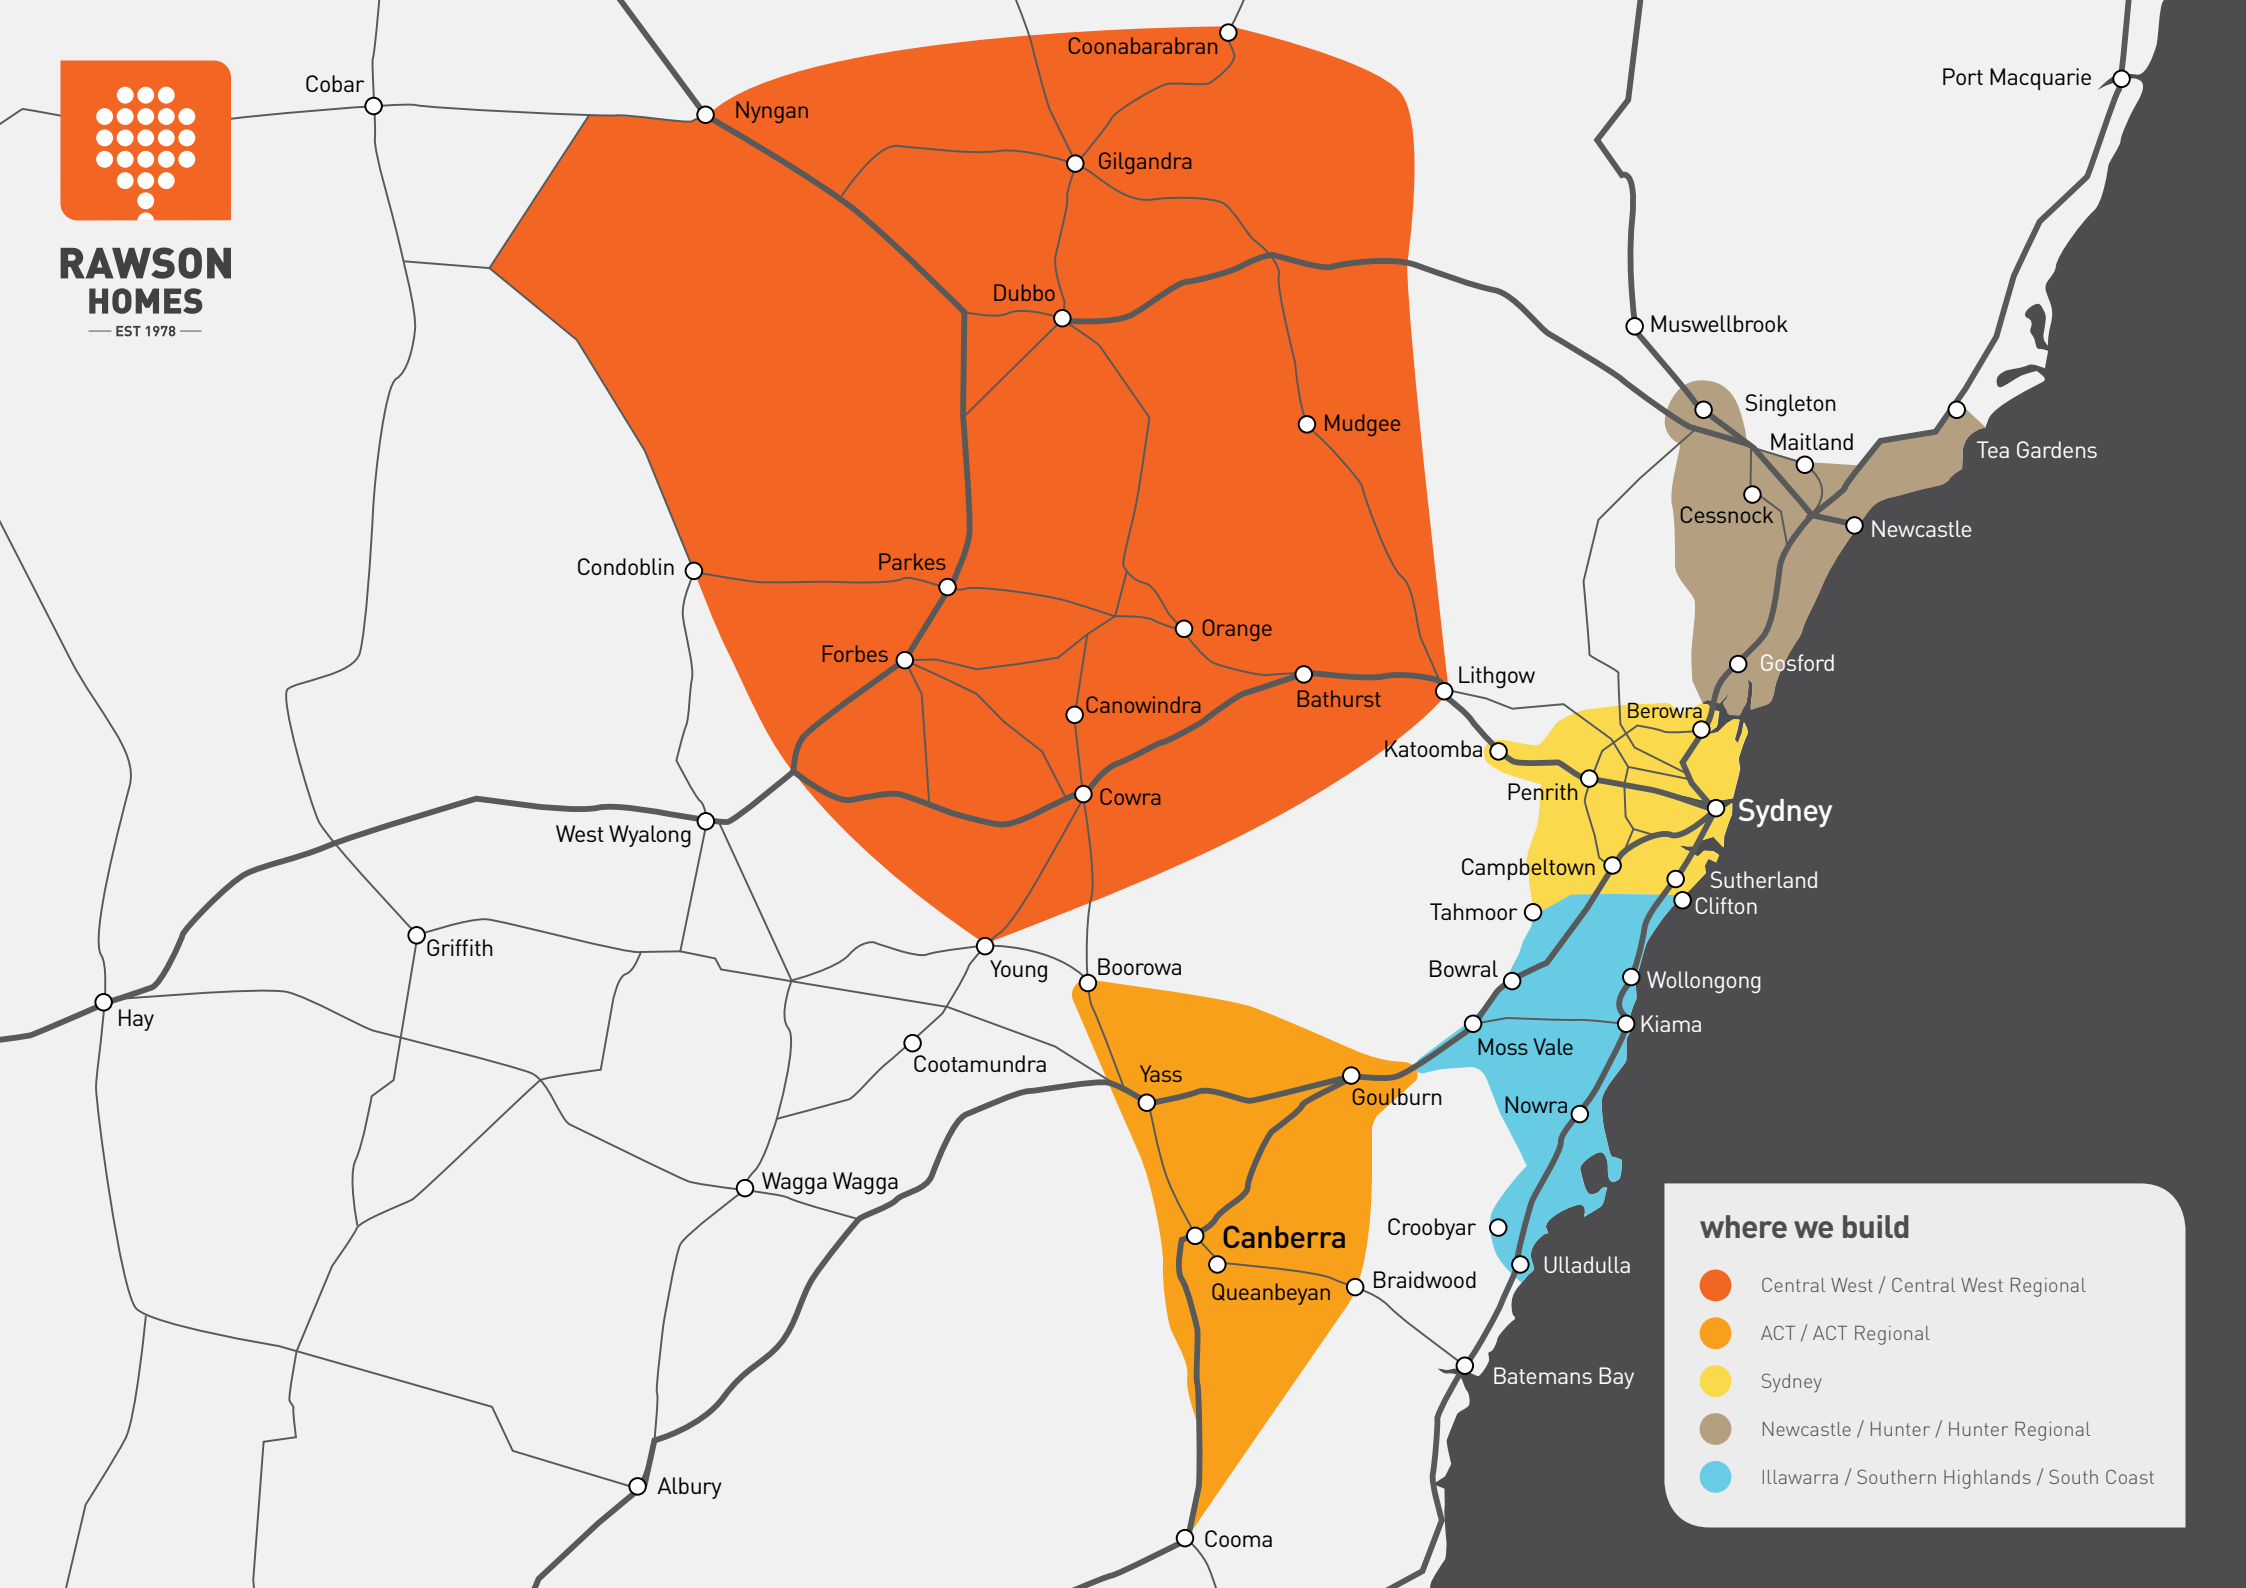 Coonabarabran
Port Macquarie
Cobar
Nyngan
Gilgandra
RAWSON
HOMES
EST 1978
Dubbo
Muswellbrook
Singleton
Mudgee
Maitland
Tea Gardens
Cessnock
Newcastle
Parkes
Condoblin
Orange
Forbes
Gosford
Lithgow
Bathurst
Canowindra
Berowra
Katoomba
Penrith
Cowra
Sydney
West Wyalong
Campbeltown
Sutherland
Clifton
Tahmoor
Griffith
Young
Boorowa
Bowral
Wollongong
Hay
Kiama
Moss Vale
Cootamundra
Yass
Goulburn
Nowra
Wagga Wagga
Croobyar
Canberra
Ulladulla
Queanbeyan
Braidwood
Batemans Bay
Albury
Cooma
where we build
Central West / Central West Regional
ACT / ACT Regional
Sydney
Newcastle / Hunter / Hunter Regional
Illawarra / Southern Highlands / South Coast